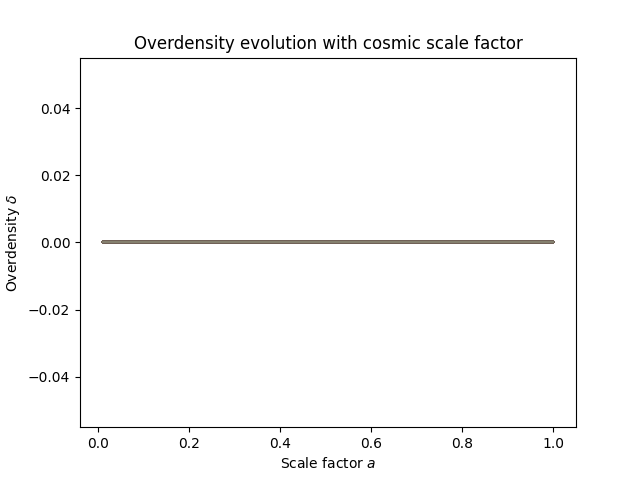 Overdensity evolution with cosmic scale factor
Overdensity δ
0.04
0.02
0.00
−0.02
−0.04
0.0 0.2 0.4 0.6 0.8 1.0
Scale factor a